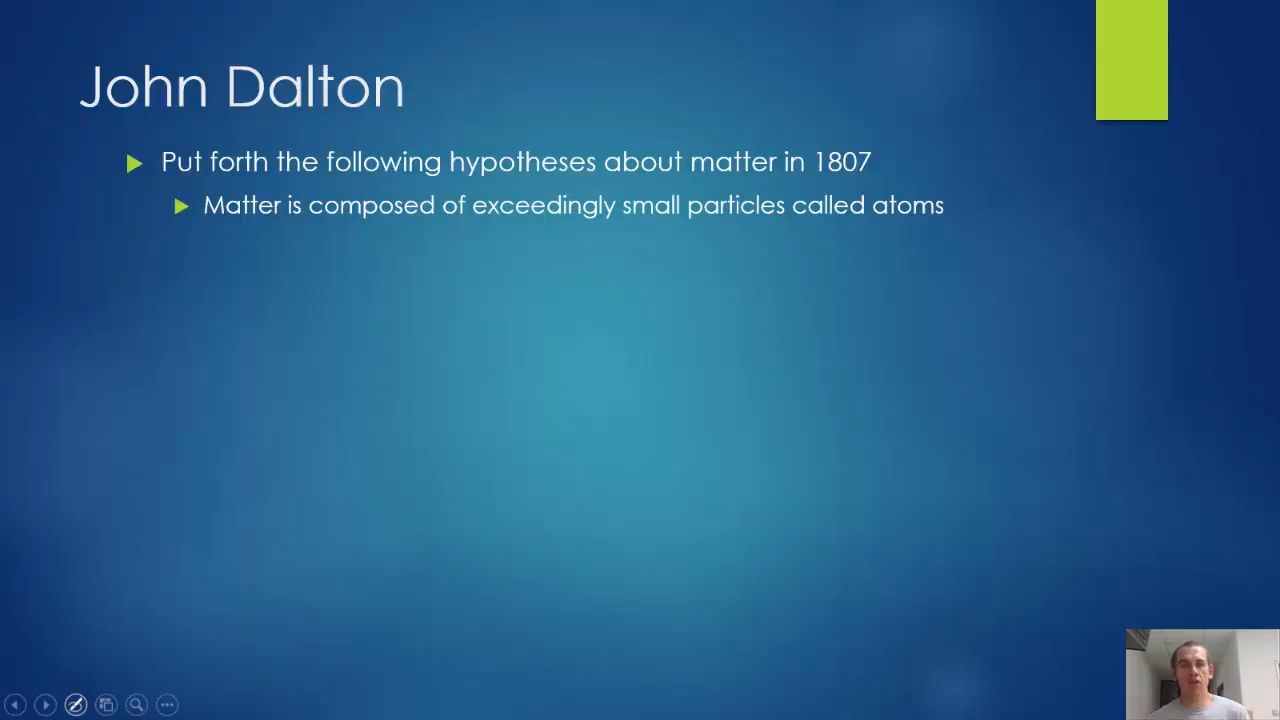 John Dalton
Put forth the following hypotheses about matter in 1807
Matter is composed of exceedingly small particles called atoms